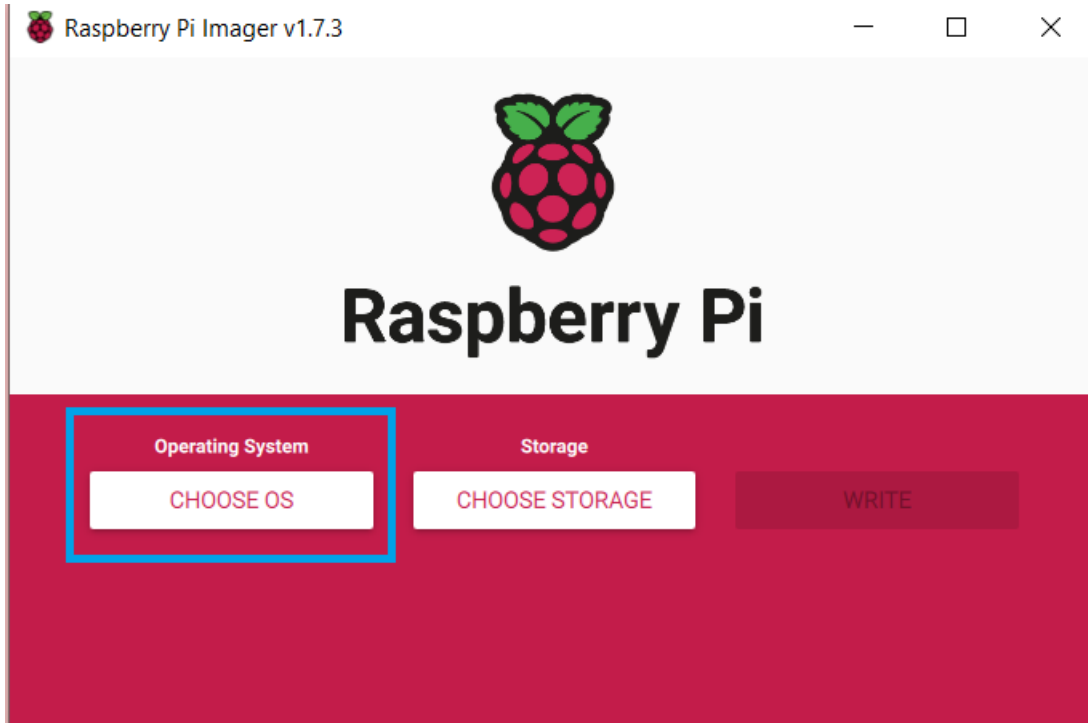 Raspberry Pi Imager v1.7.3
Raspberry Pi
Operating System
Storage
CHOOSE OS
CHOOSE STORAGE
WRITE